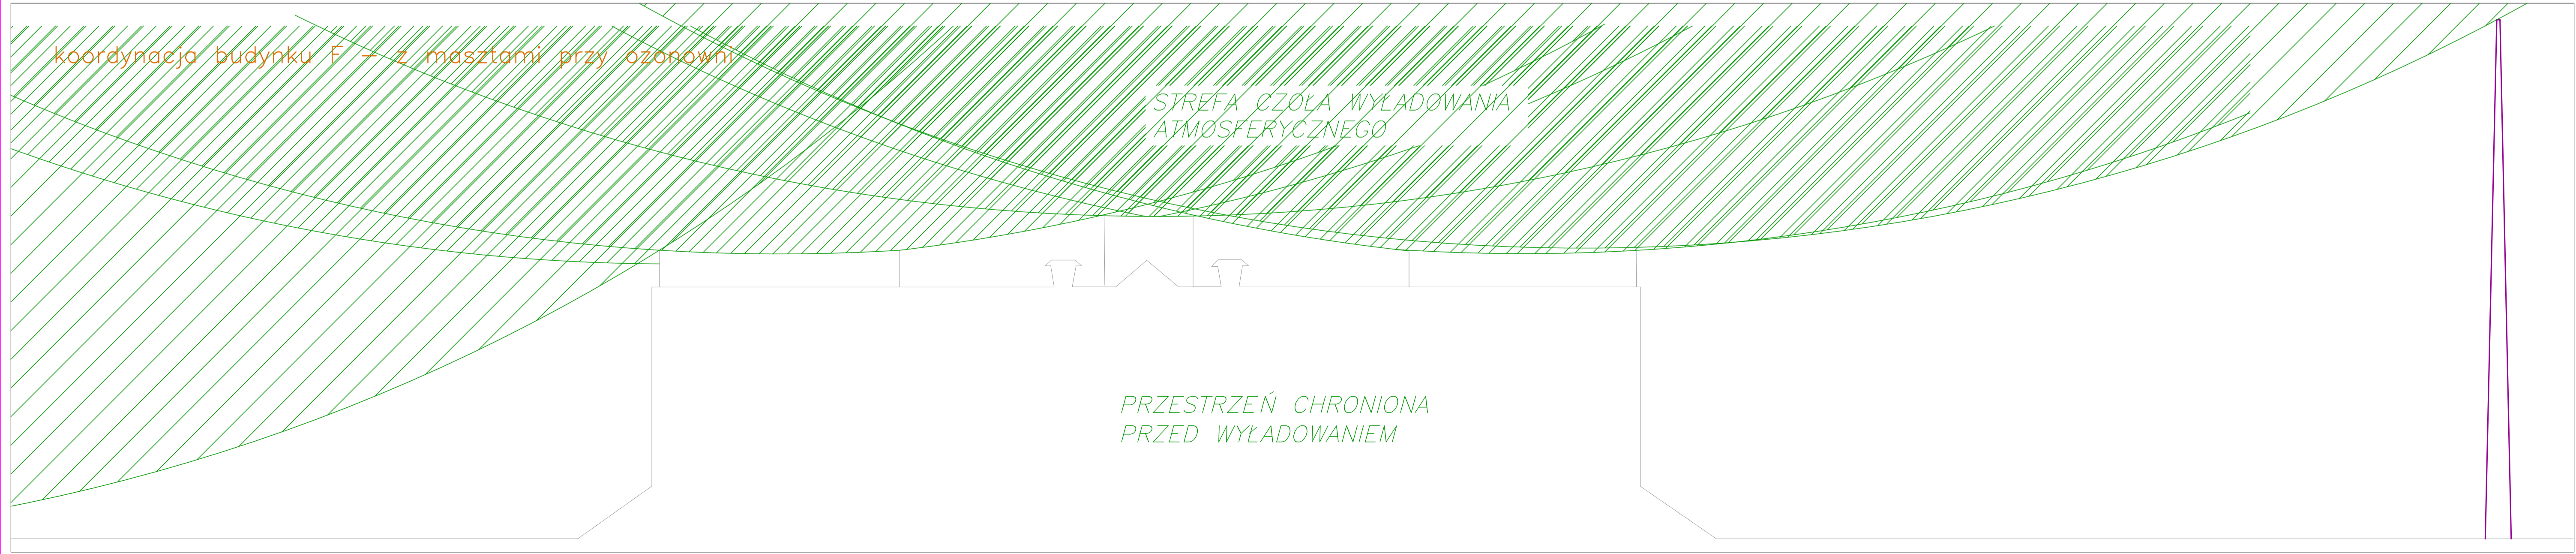 koordynacja budynku F - z masztami przy ozonowni
STREFA CZOŁA WYŁADOWANIA
ATMOSFERYCZNEGO
PRZESTRZEŃ CHRONIONA
PRZED WYŁADOWANIEM